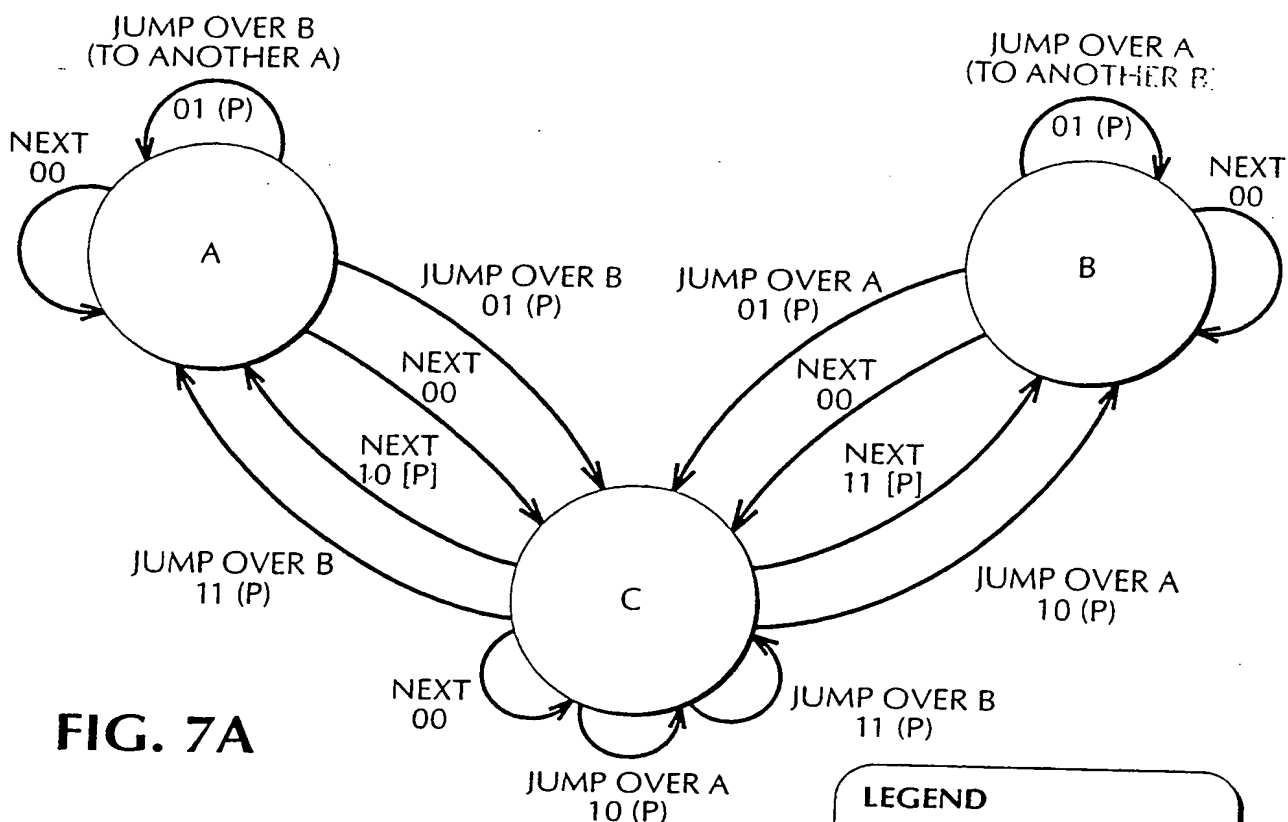 JUMP OVER B
(TO ANOTHER A)
01 (P)
NEXT
00
A
JUMP OVER A
(TO ANOTHER B)
01 (P)
NEXT
00
B
JUMP OVER B
01 (P)
NEXT
00
NEXT
10 [P]
JUMP OVER B
11 (P)
JUMP OVER A
01 (P)
NEXT
00
NEXT
11 [P]
JUMP OVER A
10 (P)
C
NEXT
00
JUMP OVER A
10 (P)
JUMP OVER B
11 (P)
FIG. 7A
LEGEND